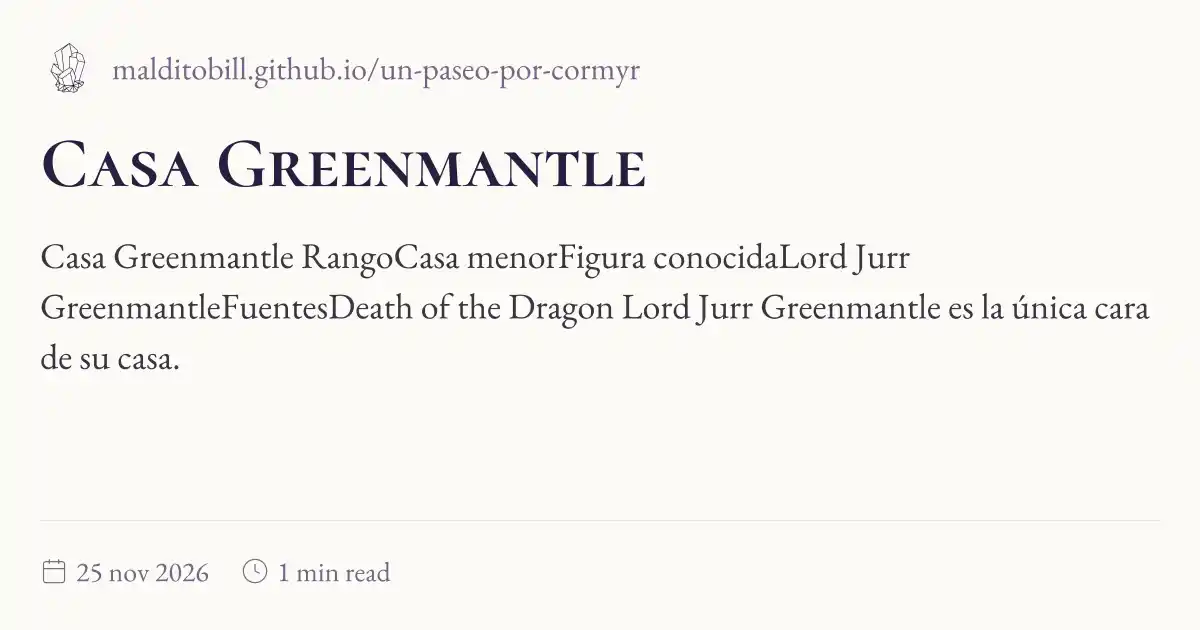 malditobill.github.io/un-paseo-por-cormyr
Casa Greenmantle
Casa Greenmantle RangoCasa menorFigura conocidaLord Jurr
GreenmantleFuentesDeath of the Dragon Lord Jurr Greenmantle es la única cara
de su casa.
25 nov 2026 1 min read